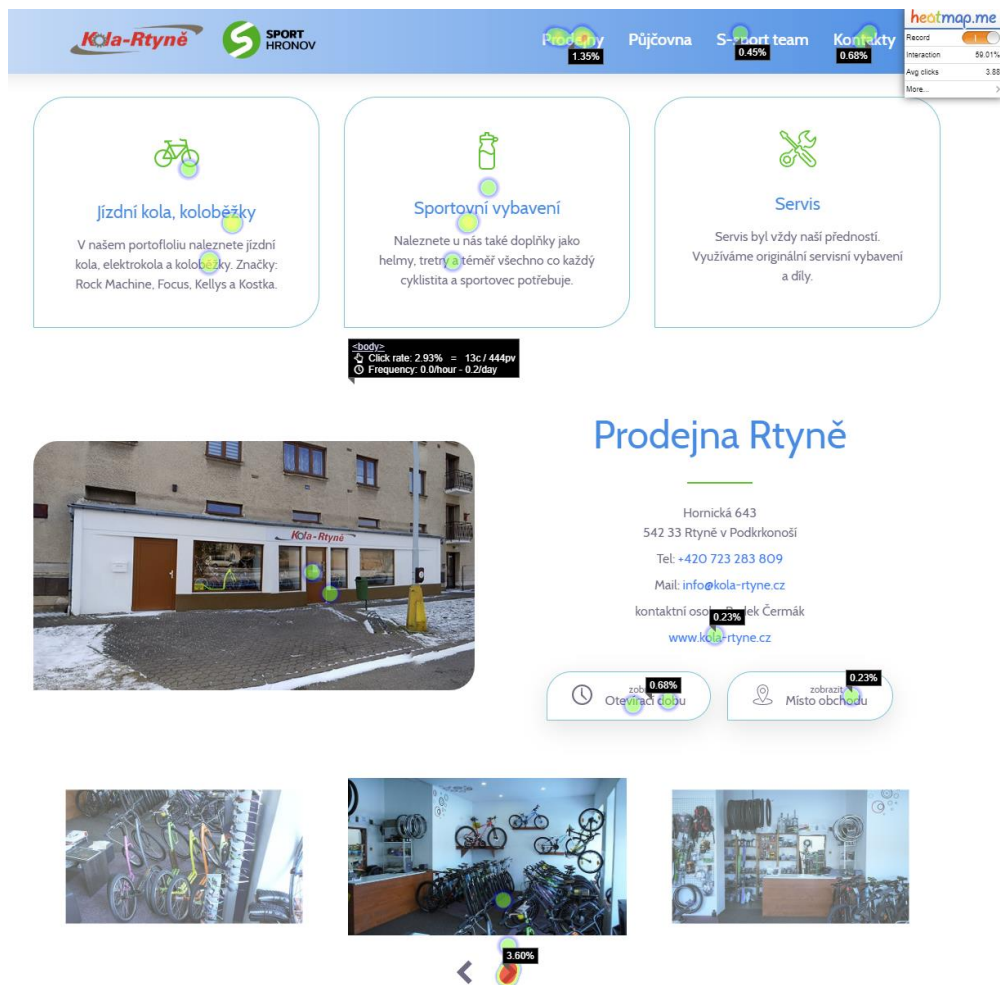 Kola-Rtyně
SPORT
HRONOV
Prodejny
Půjčovna
S-sport team
Kontakty
1.35%
0.45%
0.68%
heatmap.me
Record
Interaction 59.01%
Avg clicks 3.88
More...
Jízdní kola, koloběžky
V našem portofloliu naleznete jízdní
kola, elektrokola a koloběžky. Značky:
Rock Machine, Focus, Kellys a Kostka.
Sportovní vybavení
Naleznete u nás také doplňky jako
helmy, tretry a téměř všechno co každý
cyklistita a sportovec potřebuje.
Servis
Servis byl vždy naší předností.
Využíváme originální servisní vybavení
a díly.
<body>
Click rate: 2.93% = 13c / 444pv
Frequency: 0.0/hour - 0.2/day
Kola-Rtyně
Prodejna Rtyně
Hornická 643
542 33 Rtyně v Podkrkonoší
Tel: +420 723 283 809
Mail: info@kola-rtyne.cz
kontaktní Čermák
0.23%
www.kola-rtyne.cz
0.68%
Otevírací dobu
zobrazit
0.23%
Místo obchodu
3.60%